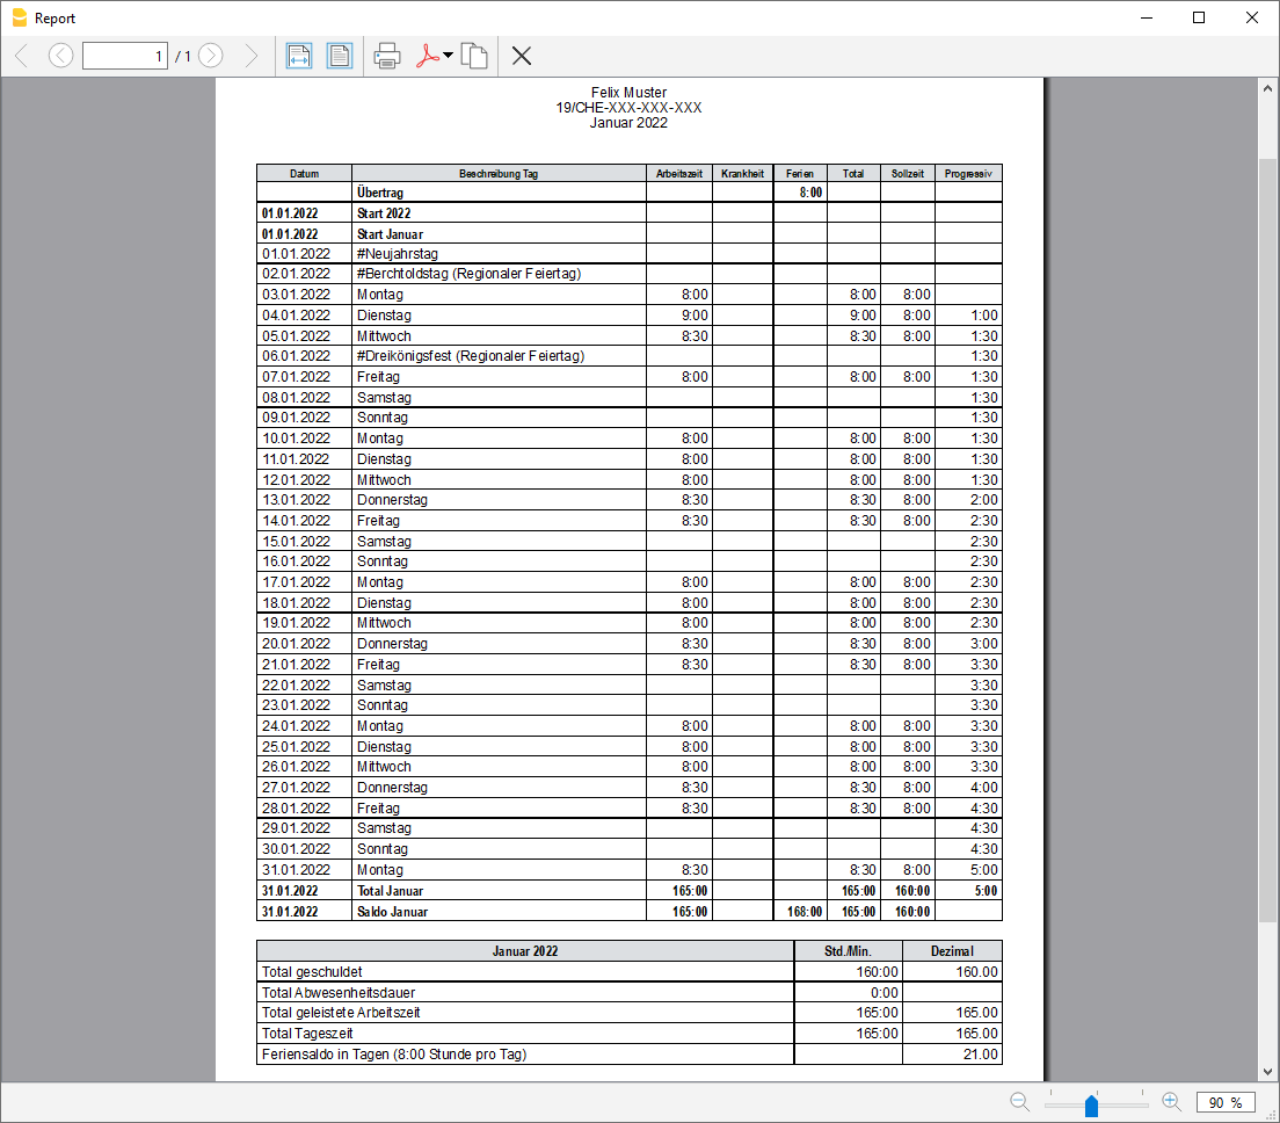 Report
1 / 1
Felix Muster
19/CHE-XXX-XXX-XXX
Januar 2022
Datum Beschreibung Tag Arbeitszeit Krankheit Ferien Total Sollzeit Progressiv
Übertrag 8:00
01.01.2022 Start 2022
01.01.2022 Start Januar
01.01.2022 #Neujahrstag
02.01.2022 #Berchtoldstag (Regionaler Feiertag)
03.01.2022 Montag 8:00 8:00 8:00
04.01.2022 Dienstag 9:00 9:00 8:00 1:00
05.01.2022 Mittwoch 8:30 8:30 8:00 1:30
06.01.2022 #Dreikönigsfest (Regionaler Feiertag) 1:30
07.01.2022 Freitag 8:00 8:00 8:00 1:30
08.01.2022 Samstag 1:30
09.01.2022 Sonntag 1:30
10.01.2022 Montag 8:00 8:00 8:00 1:30
11.01.2022 Dienstag 8:00 8:00 8:00 1:30
12.01.2022 Mittwoch 8:00 8:00 8:00 1:30
13.01.2022 Donnerstag 8:30 8:30 8:00 2:00
14.01.2022 Freitag 8:30 8:30 8:00 2:30
15.01.2022 Samstag 2:30
16.01.2022 Sonntag 2:30
17.01.2022 Montag 8:00 8:00 8:00 2:30
18.01.2022 Dienstag 8:00 8:00 8:00 2:30
19.01.2022 Mittwoch 8:00 8:00 8:00 2:30
20.01.2022 Donnerstag 8:30 8:30 8:00 3:00
21.01.2022 Freitag 8:30 8:30 8:00 3:30
22.01.2022 Samstag 3:30
23.01.2022 Sonntag 3:30
24.01.2022 Montag 8:00 8:00 8:00 3:30
25.01.2022 Dienstag 8:00 8:00 8:00 3:30
26.01.2022 Mittwoch 8:00 8:00 8:00 3:30
27.01.2022 Donnerstag 8:30 8:30 8:00 4:00
28.01.2022 Freitag 8:30 8:30 8:00 4:30
29.01.2022 Samstag 4:30
30.01.2022 Sonntag 4:30
31.01.2022 Montag 8:30 8:30 8:00 5:00
31.01.2022 Total Januar 165:00 165:00 160:00 5:00
31.01.2022 Saldo Januar 165:00 168:00 165:00 160:00
Januar 2022 Std./Min. Dezimal
Total geschuldet 160:00 160.00
Total Abwesenheitsdauer 0:00
Total geleistete Arbeitszeit 165:00 165.00
Total Tageszeit 165:00 165.00
Feriensaldo in Tagen (8:00 Stunde pro Tag) 21.00
90 %